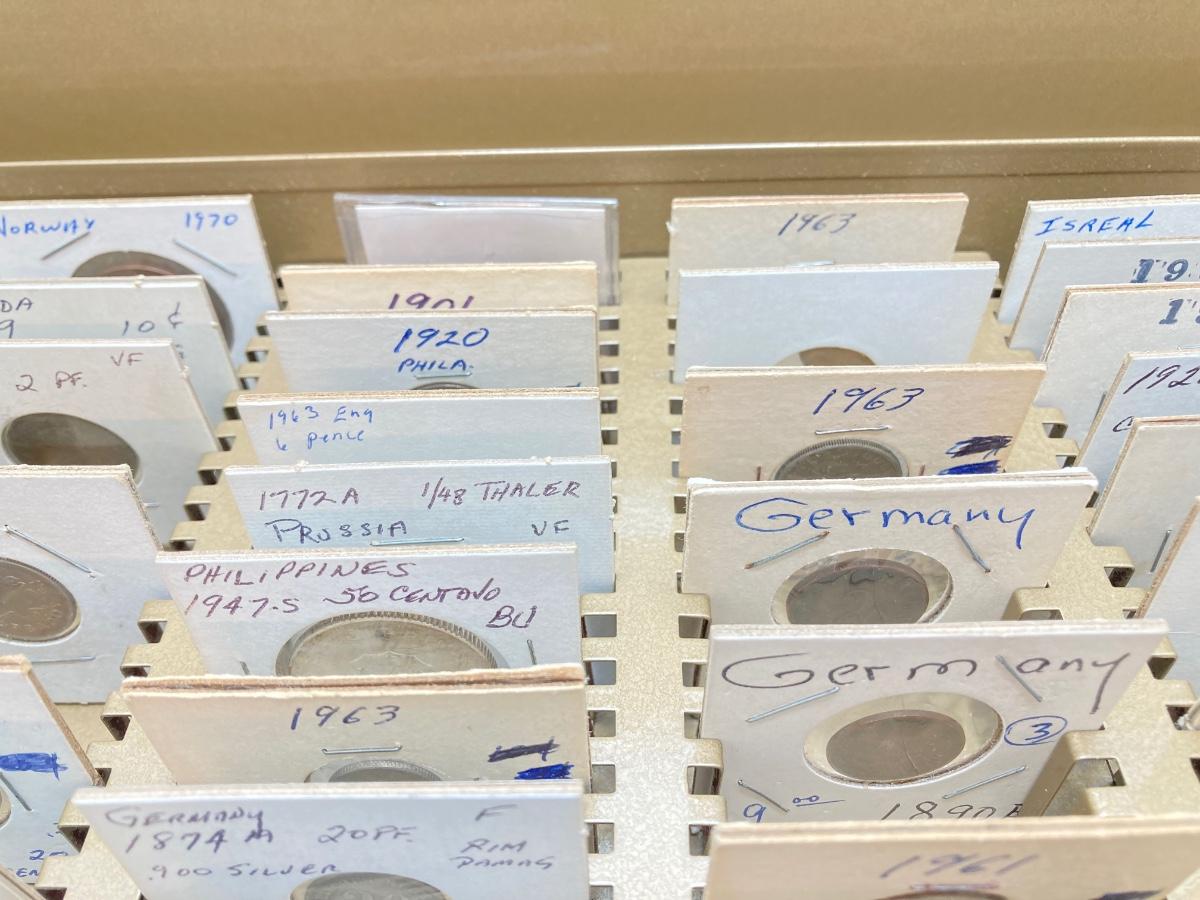 NORWAY 1970
10 ¢
VF
2 PF.
1901
1920
PHILA.
1963 Eng
6 pence
1772A 1/48 THALER
PRUSSIA VF
PHILIPPINES
1947-S 50 CENTAVO
BU
1963
GERMANY F
1874 A 20 PF. RIM
.900 SILVER DAMAG
1963
1963
Germany
Germany
3
9 00 1890
1961
ISREAL